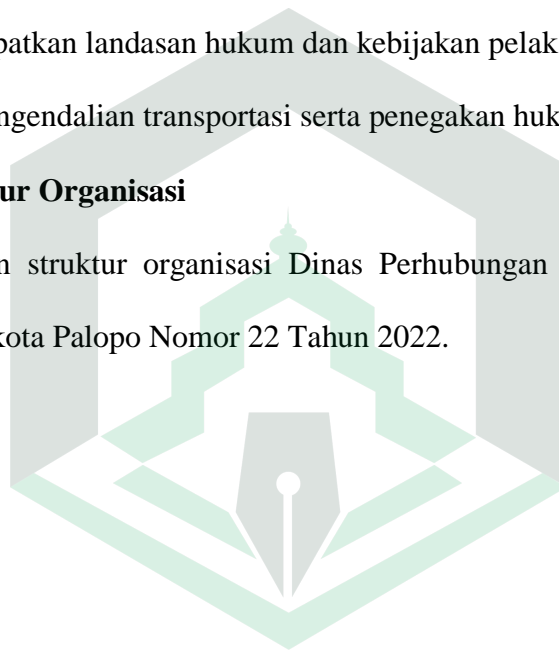 patkan landasan hukum dan kebijakan pelak
ngendalian transportasi serta penegakan huk
ur Organisasi
n struktur organisasi Dinas Perhubungan
kota Palopo Nomor 22 Tahun 2022.